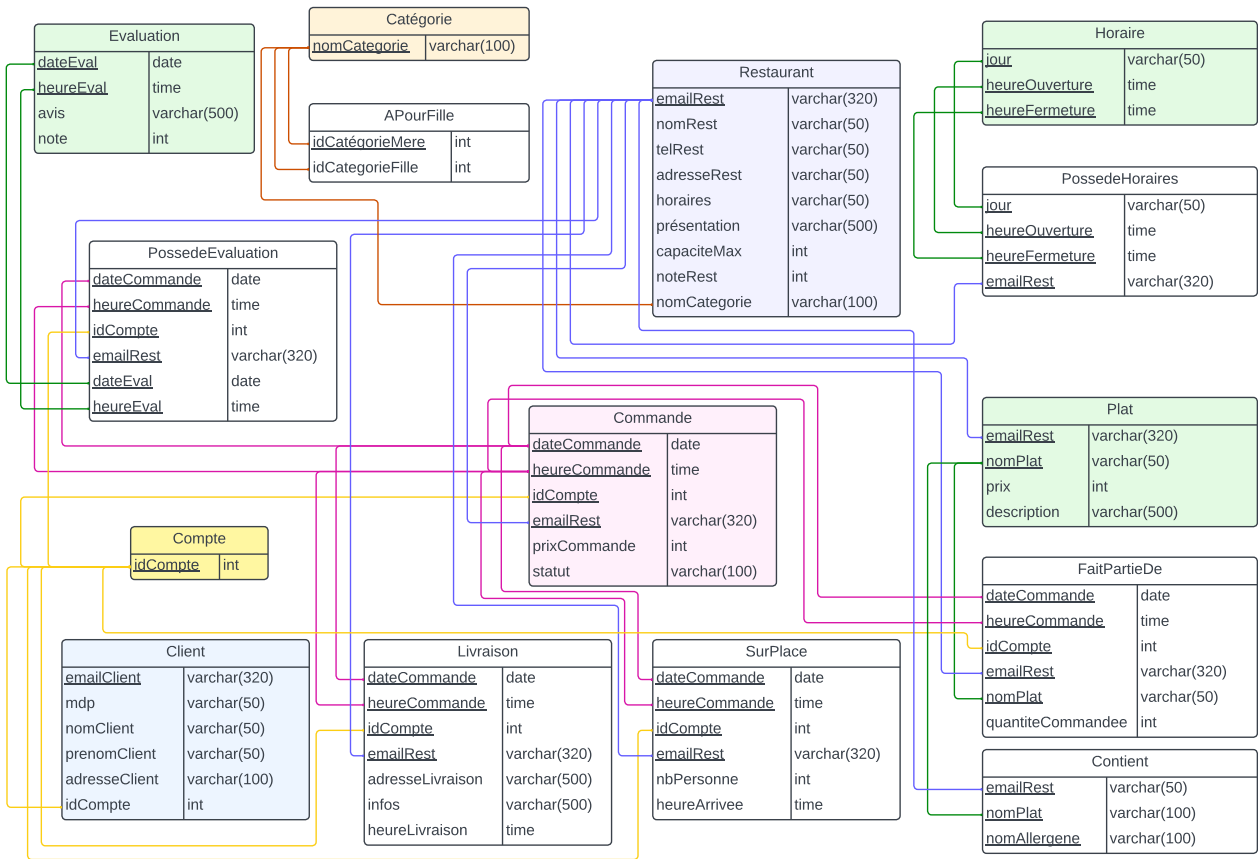 Evaluation
dateEval date
heureEval time
avis varchar(500)
note int
Catégorie
nomCategorie varchar(100)
APourFille
idCatégorieMere int
idCategorieFille int
Restaurant
emailRest varchar(320)
nomRest varchar(50)
telRest varchar(50)
adresseRest varchar(50)
horaires varchar(50)
présentation varchar(500)
capaciteMax int
noteRest int
nomCategorie varchar(100)
Horaire
jour varchar(50)
heureOuverture time
heureFermeture time
PossedeHoraires
jour varchar(50)
heureOuverture time
heureFermeture time
emailRest varchar(320)
PossedeEvaluation
dateCommande date
heureCommande time
idCompte int
emailRest varchar(320)
dateEval date
heureEval time
Commande
dateCommande date
heureCommande time
idCompte int
emailRest varchar(320)
prixCommande int
statut varchar(100)
Plat
emailRest varchar(320)
nomPlat varchar(50)
prix int
description varchar(500)
Compte
idCompte int
FaitPartieDe
dateCommande date
heureCommande time
idCompte int
emailRest varchar(320)
nomPlat varchar(50)
quantiteCommandee int
Client
emailClient varchar(320)
mdp varchar(50)
nomClient varchar(50)
prenomClient varchar(50)
adresseClient varchar(100)
idCompte int
Livraison
dateCommande date
heureCommande time
idCompte int
emailRest varchar(320)
adresseLivraison varchar(500)
infos varchar(500)
heureLivraison time
SurPlace
dateCommande date
heureCommande time
idCompte int
emailRest varchar(320)
nbPersonne int
heureArrivee time
Contient
emailRest varchar(50)
nomPlat varchar(100)
nomAllergene varchar(100)